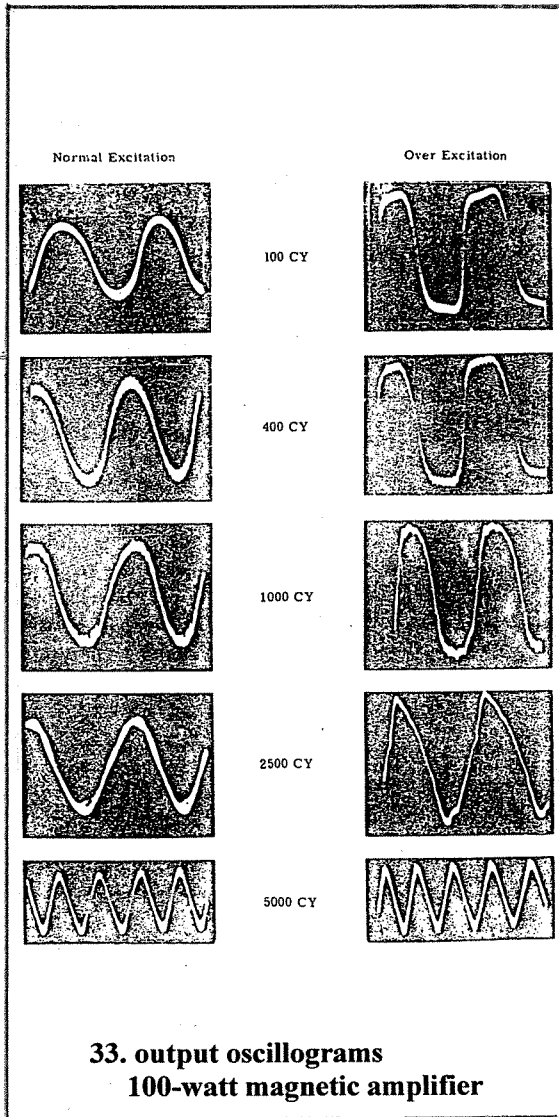 Normal Excitation
Over Excitation
100 CY
400 CY
1000 CY
2500 CY
5000 CY
33. output oscillograms
100-watt magnetic amplifier